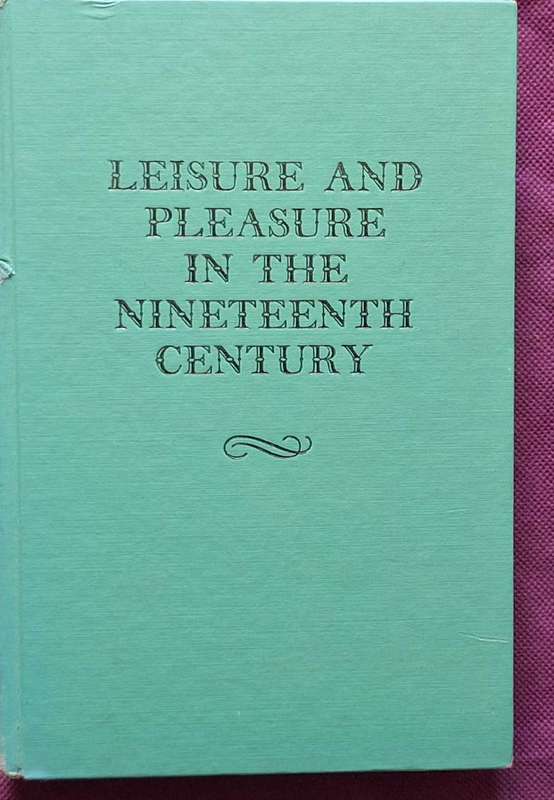 LEISURE AND
PLEASURE
IN THE
NINETEENTH
CENTURY